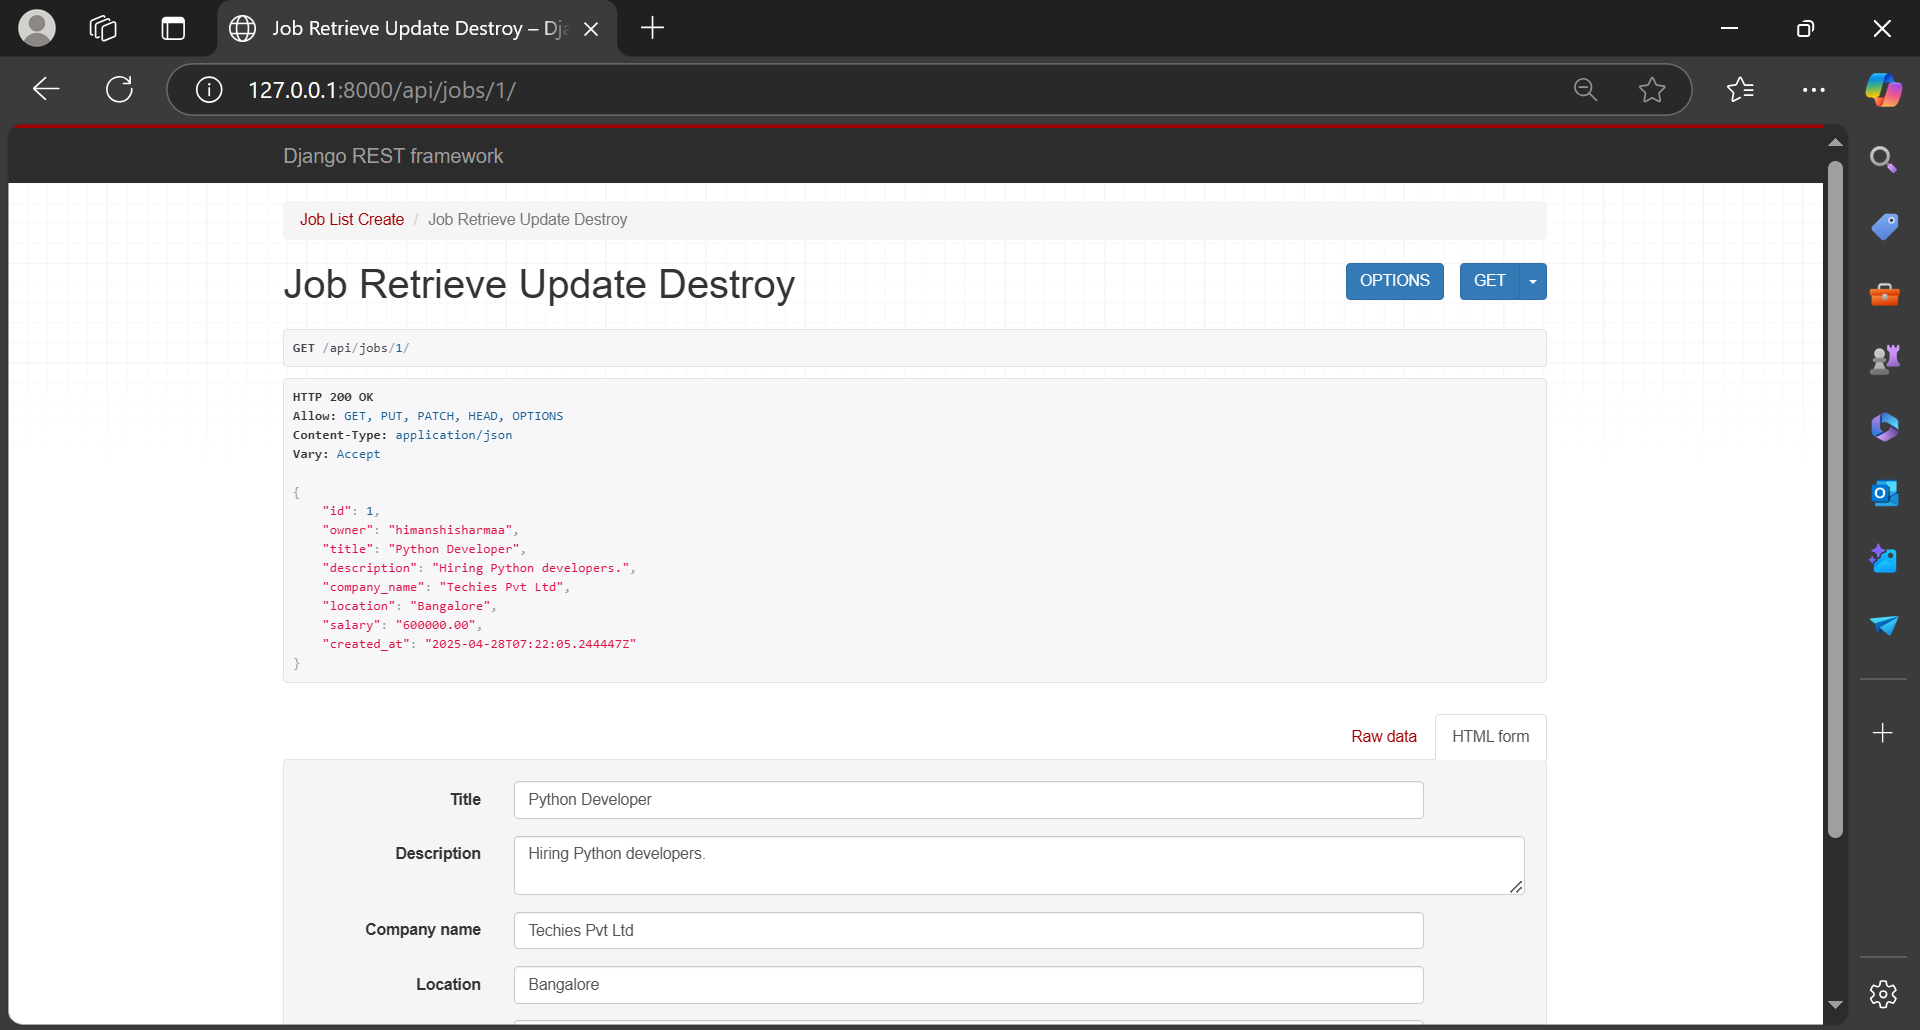 Job Retrieve Update Destroy – Dj
127.0.0.1:8000/api/jobs/1/
Django REST framework
Job List Create / Job Retrieve Update Destroy
Job Retrieve Update Destroy
OPTIONS
GET
GET /api/jobs/1/
HTTP 200 OK
Allow: GET, PUT, PATCH, HEAD, OPTIONS
Content-Type: application/json
Vary: Accept
{
"id": 1,
"owner": "himanshisharmaa",
"title": "Python Developer",
"description": "Hiring Python developers.",
"company_name": "Techies Pvt Ltd",
"location": "Bangalore",
"salary": "600000.00",
"created_at": "2025-04-28T07:22:05.244447Z"
}
Raw data
HTML form
Title
Python Developer
Description
Hiring Python developers.
Company name
Techies Pvt Ltd
Location
Bangalore